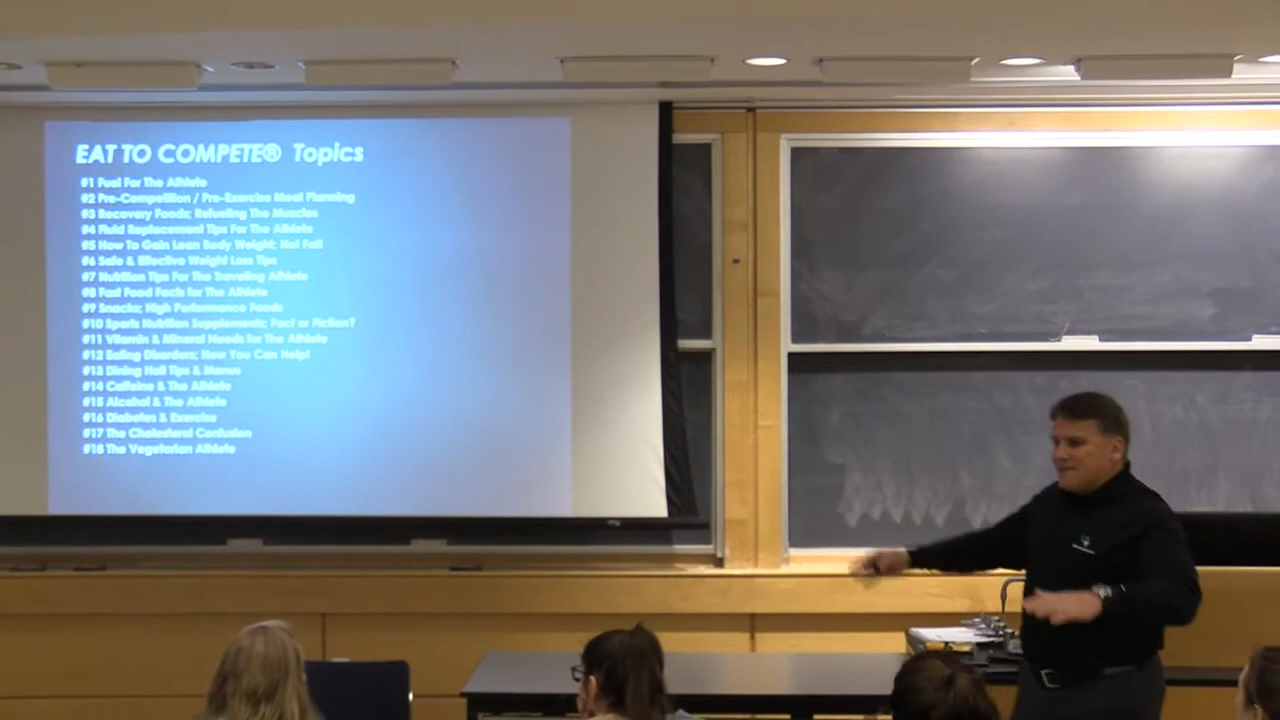 EAT TO COMPETE® Topics
#1 Fuel For The Athlete
#2 Pre-Competition / Pre-Exercise Meal Planning
#3 Recovery Foods; Refueling The Muscles
#4 Fluid Replacement Tips For The Athlete
#5 How To Gain Lean Body Weight; Not Fat!
#6 Safe & Effective Weight Loss Tips
#7 Nutrition Tips For The Traveling Athlete
#8 Fast Food Facts for The Athlete
#9 Snacks; High Performance Foods
#10 Sports Nutrition Supplements; Fact or Fiction?
#11 Vitamin & Mineral Needs for The Athlete
#12 Eating Disorders; How You Can Help!
#13 Dining Hall Tips & Menus
#14 Caffeine & The Athlete
#15 Alcohol & The Athlete
#16 Diabetes & Exercise
#17 The Cholesterol Confusion
#18 The Vegetarian Athlete